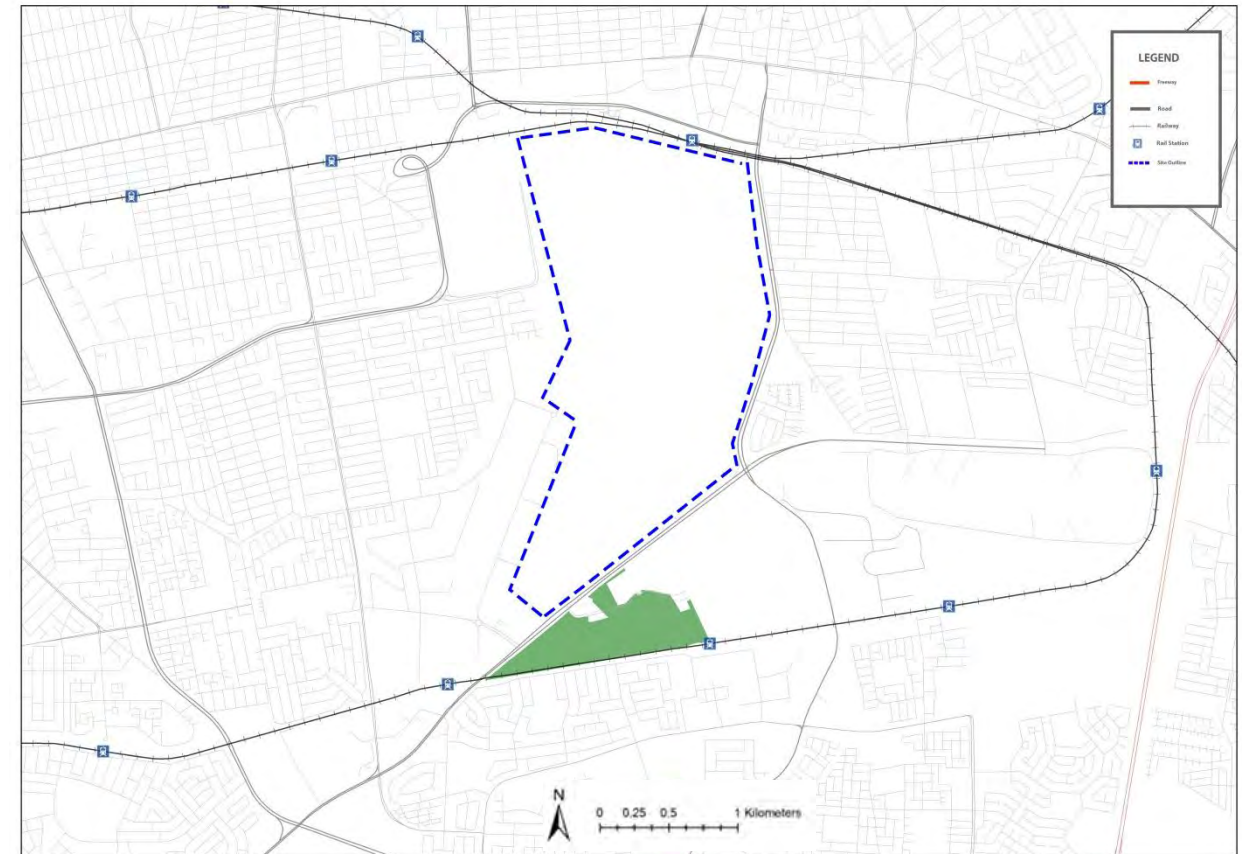 LEGEND
Freeway
Road
Railway
Rail Station
Site Outline
N
0 0,25 0,5 1 Kilometers